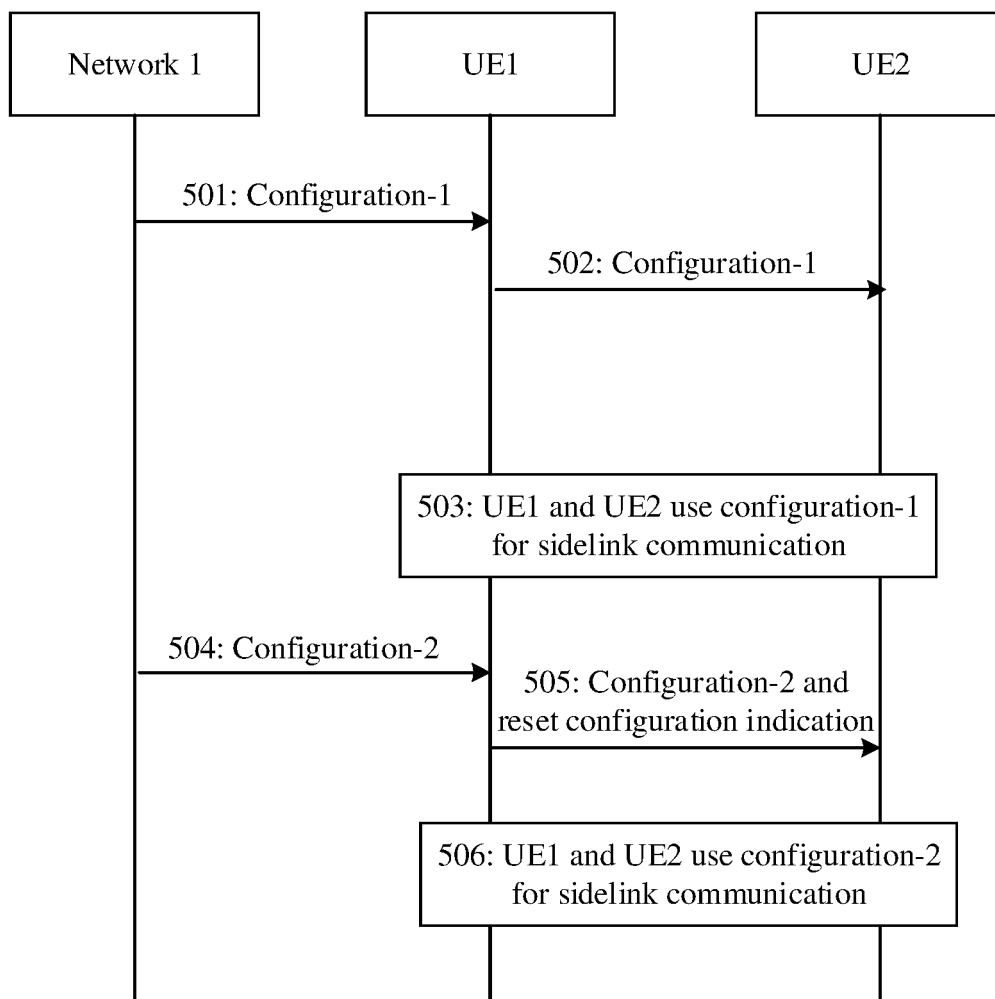 Network 1
UE1
UE2
501: Configuration-1
502: Configuration-1
503: UE1 and UE2 use configuration-1
for sidelink communication
504: Configuration-2
505: Configuration-2 and
reset configuration indication
506: UE1 and UE2 use configuration-2
for sidelink communication